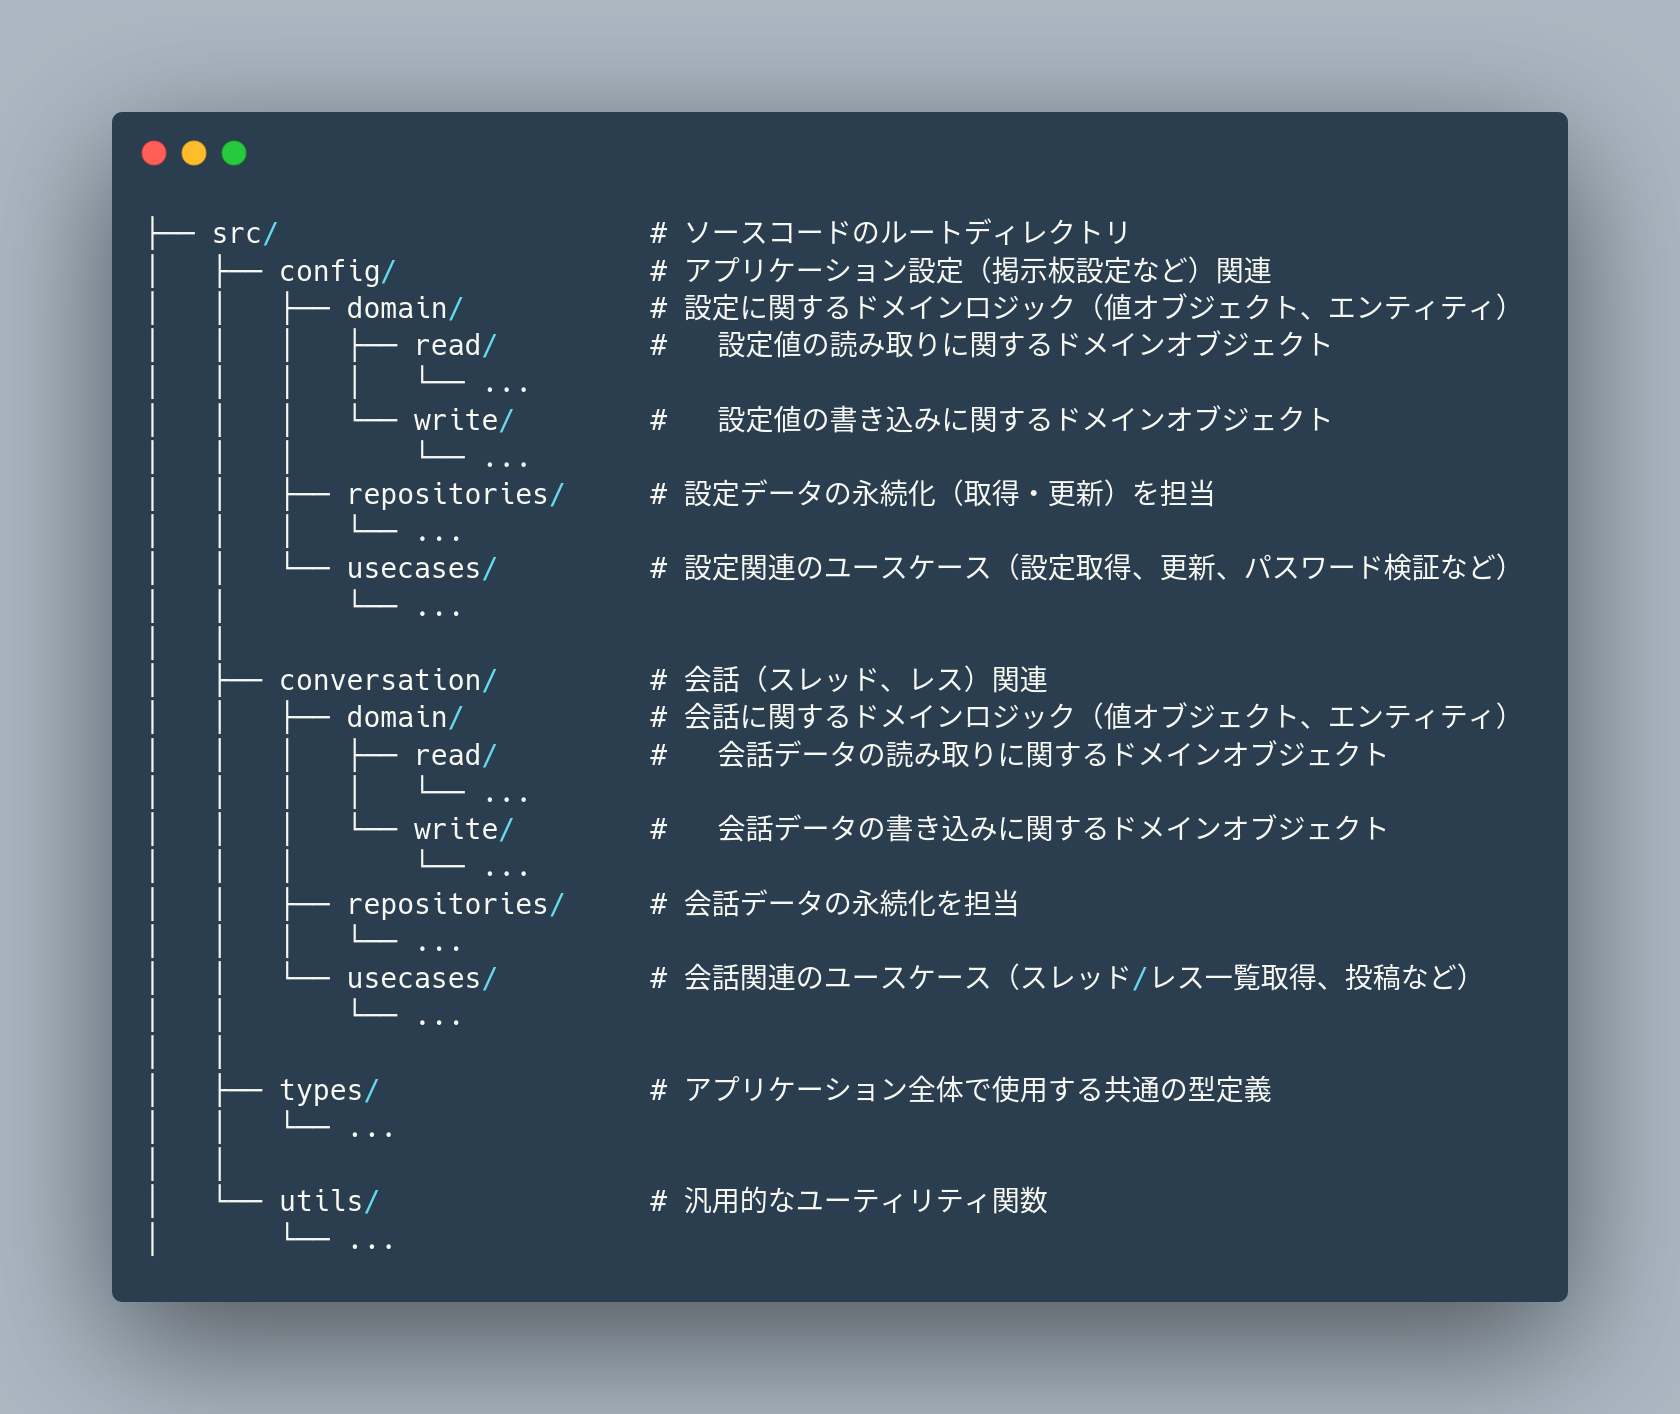 ├── src/                      # ソースコードのルートディレクトリ
│   ├── config/               # アプリケーション設定（掲示板設定など）関連
│   │   ├── domain/           # 設定に関するドメインロジック（値オブジェクト、エンティティ）
│   │   │   ├── read/         #   設定値の読み取りに関するドメインオブジェクト
│   │   │   │   └── ...
│   │   │   └── write/        #   設定値の書き込みに関するドメインオブジェクト
│   │   │       └── ...
│   │   ├── repositories/     # 設定データの永続化（取得・更新）を担当
│   │   │   └── ...
│   │   └── usecases/         # 設定関連のユースケース（設定取得、更新、パスワード検証など）
│   │       └── ...
│   │
│   ├── conversation/         # 会話（スレッド、レス）関連
│   │   ├── domain/           # 会話に関するドメインロジック（値オブジェクト、エンティティ）
│   │   │   ├── read/         #   会話データの読み取りに関するドメインオブジェクト
│   │   │   │   └── ...
│   │   │   └── write/        #   会話データの書き込みに関するドメインオブジェクト
│   │   │       └── ...
│   │   ├── repositories/     # 会話データの永続化を担当
│   │   │   └── ...
│   │   └── usecases/         # 会話関連のユースケース（スレッド/レス一覧取得、投稿など）
│   │       └── ...
│   │
│   ├── types/                # アプリケーション全体で使用する共通の型定義
│   │   └── ...
│   │
│   └── utils/                # 汎用的なユーティリティ関数
│       └── ...